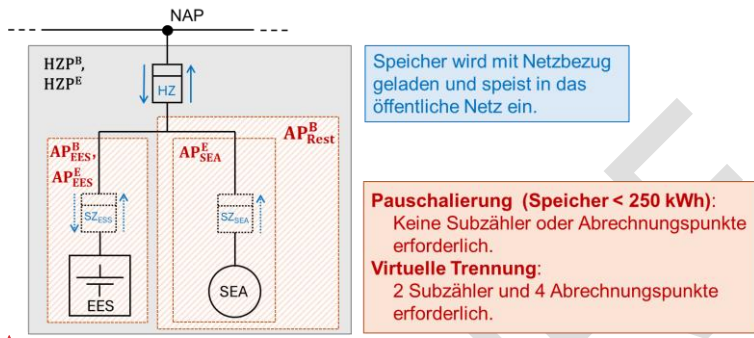 NAP
HZPᴮ,
HZPᴱ
HZ
Speicher wird mit Netzbezug
geladen und speist in das
öffentliche Netz ein.
AP^B_Rest
AP^B_EES,
AP^E_EES
AP^E_SEA
SZ_ESS
SZ_SEA
EES
SEA
Pauschalierung (Speicher < 250 kWh):
Keine Subzähler oder Abrechnungspunkte
erforderlich.
Virtuelle Trennung:
2 Subzähler und 4 Abrechnungspunkte
erforderlich.